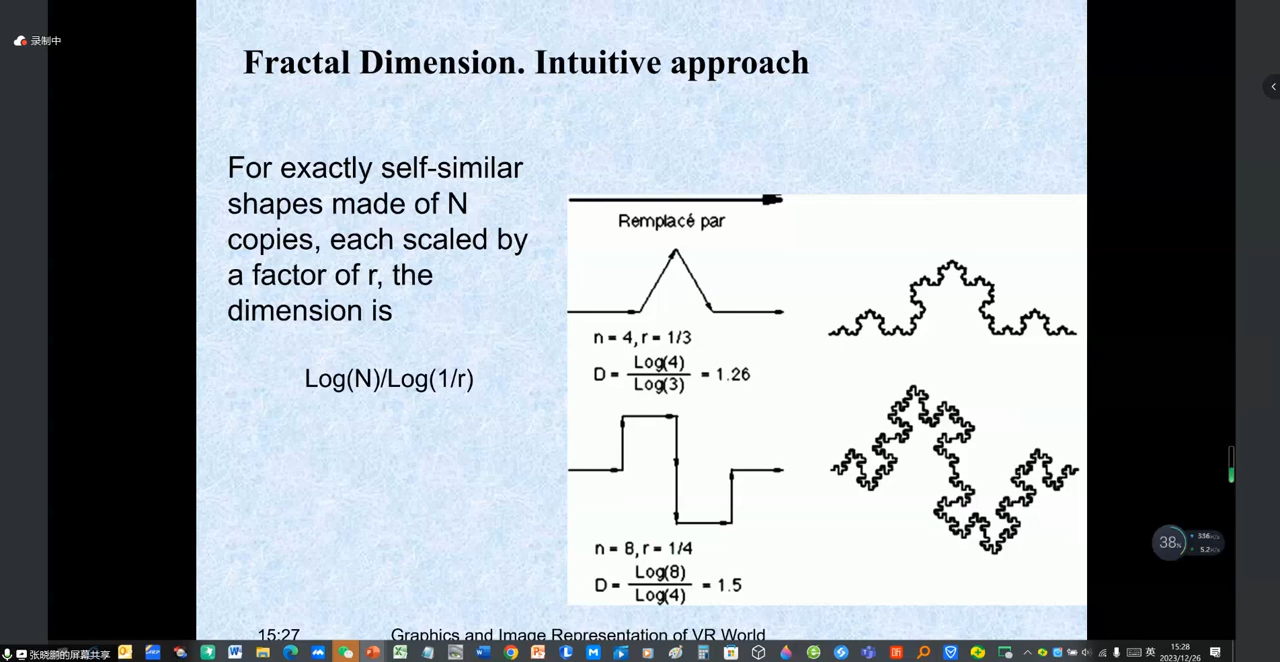 录制中
Fractal Dimension. Intuitive approach
For exactly self-similar
shapes made of N
copies, each scaled by
a factor of r, the
dimension is
Log(N)/Log(1/r)
Remplacé par
n = 4, r = 1/3
D = Log(4) / Log(3) = 1.26
n = 8, r = 1/4
D = Log(8) / Log(4) = 1.5
38%
15:27
Graphics and Image Representation of VR World
张晓鹏的屏幕共享
英
15:28
2023/12/26